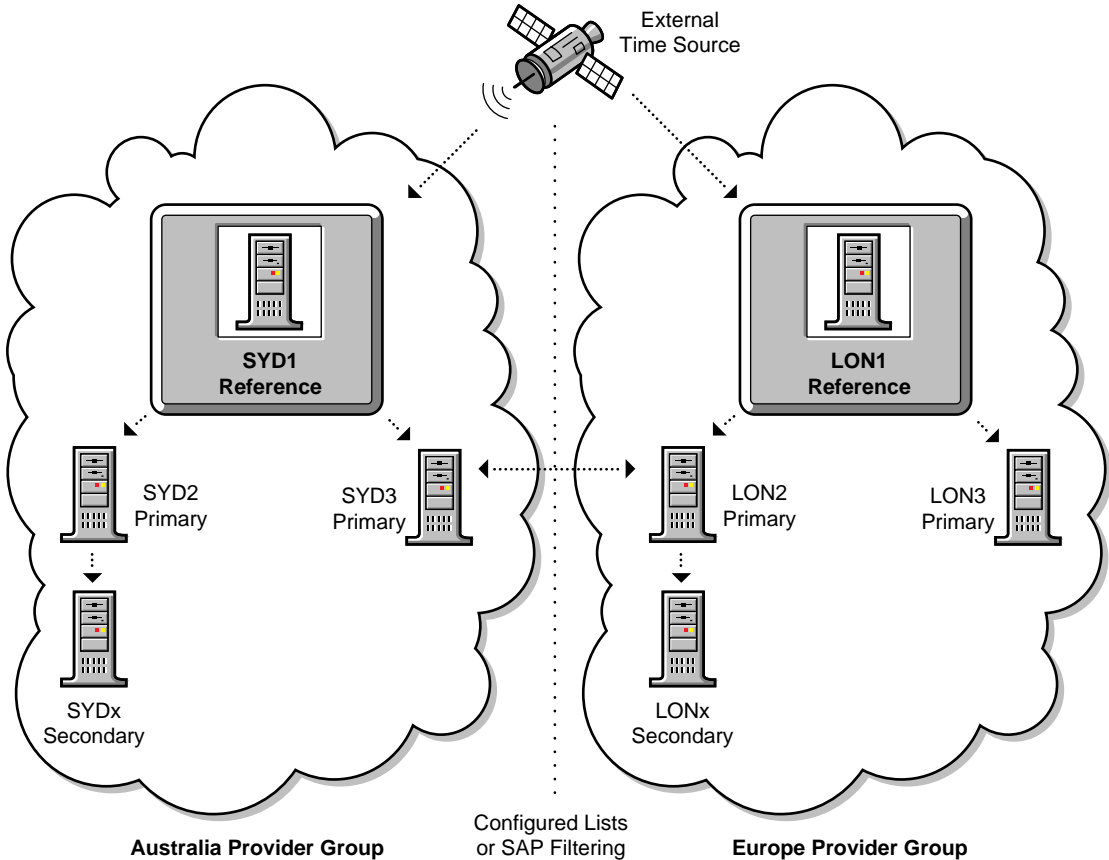 External
Time Source
SYD1
Reference
LON1
Reference
SYD2
Primary
SYD3
Primary
LON2
Primary
LON3
Primary
SYDx
Secondary
LONx
Secondary
Australia Provider Group
Configured Lists
or SAP Filtering
Europe Provider Group